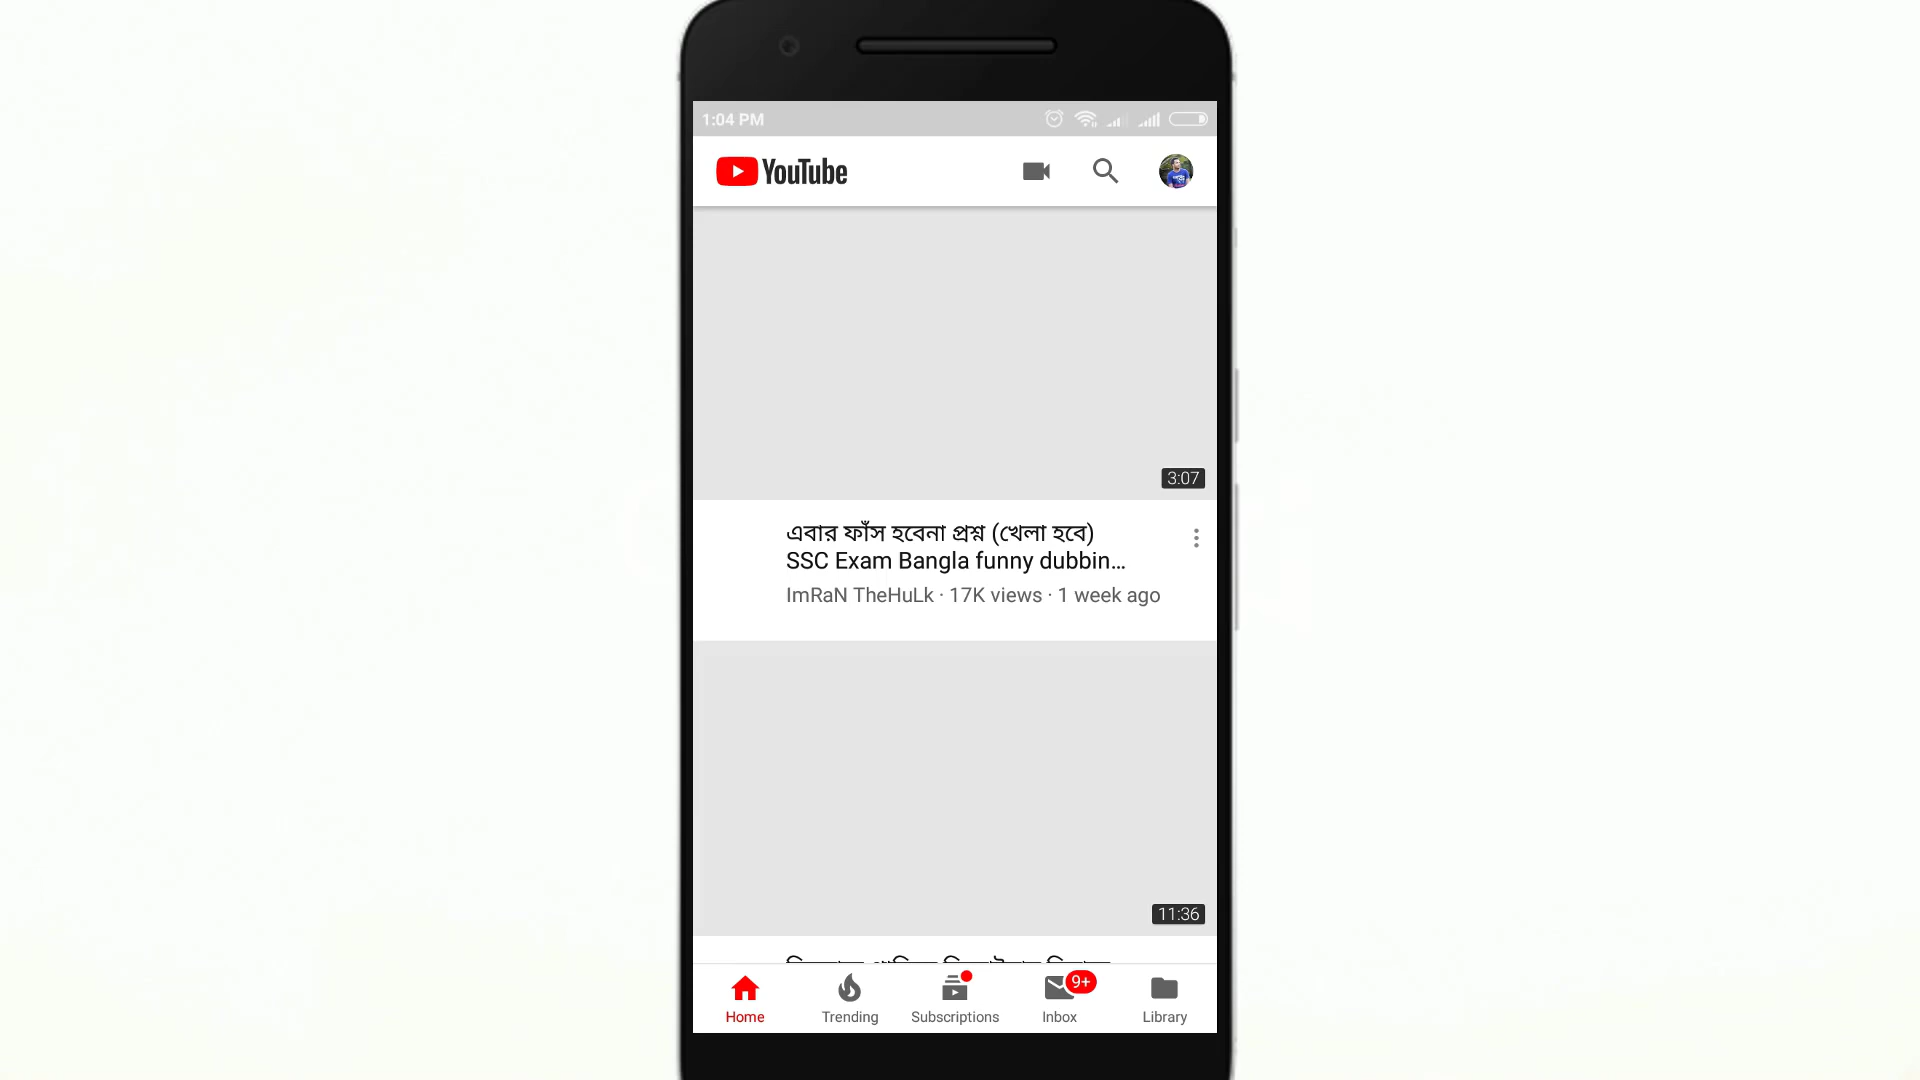 1:04 PM
YouTube
3:07
এবার ফাঁস হবেনা প্রশ্ন (খেলা হবে)
SSC Exam Bangla funny dubbin...
ImRaN TheHuLk · 17K views · 1 week ago
11:36
9+
Home Trending Subscriptions Inbox Library